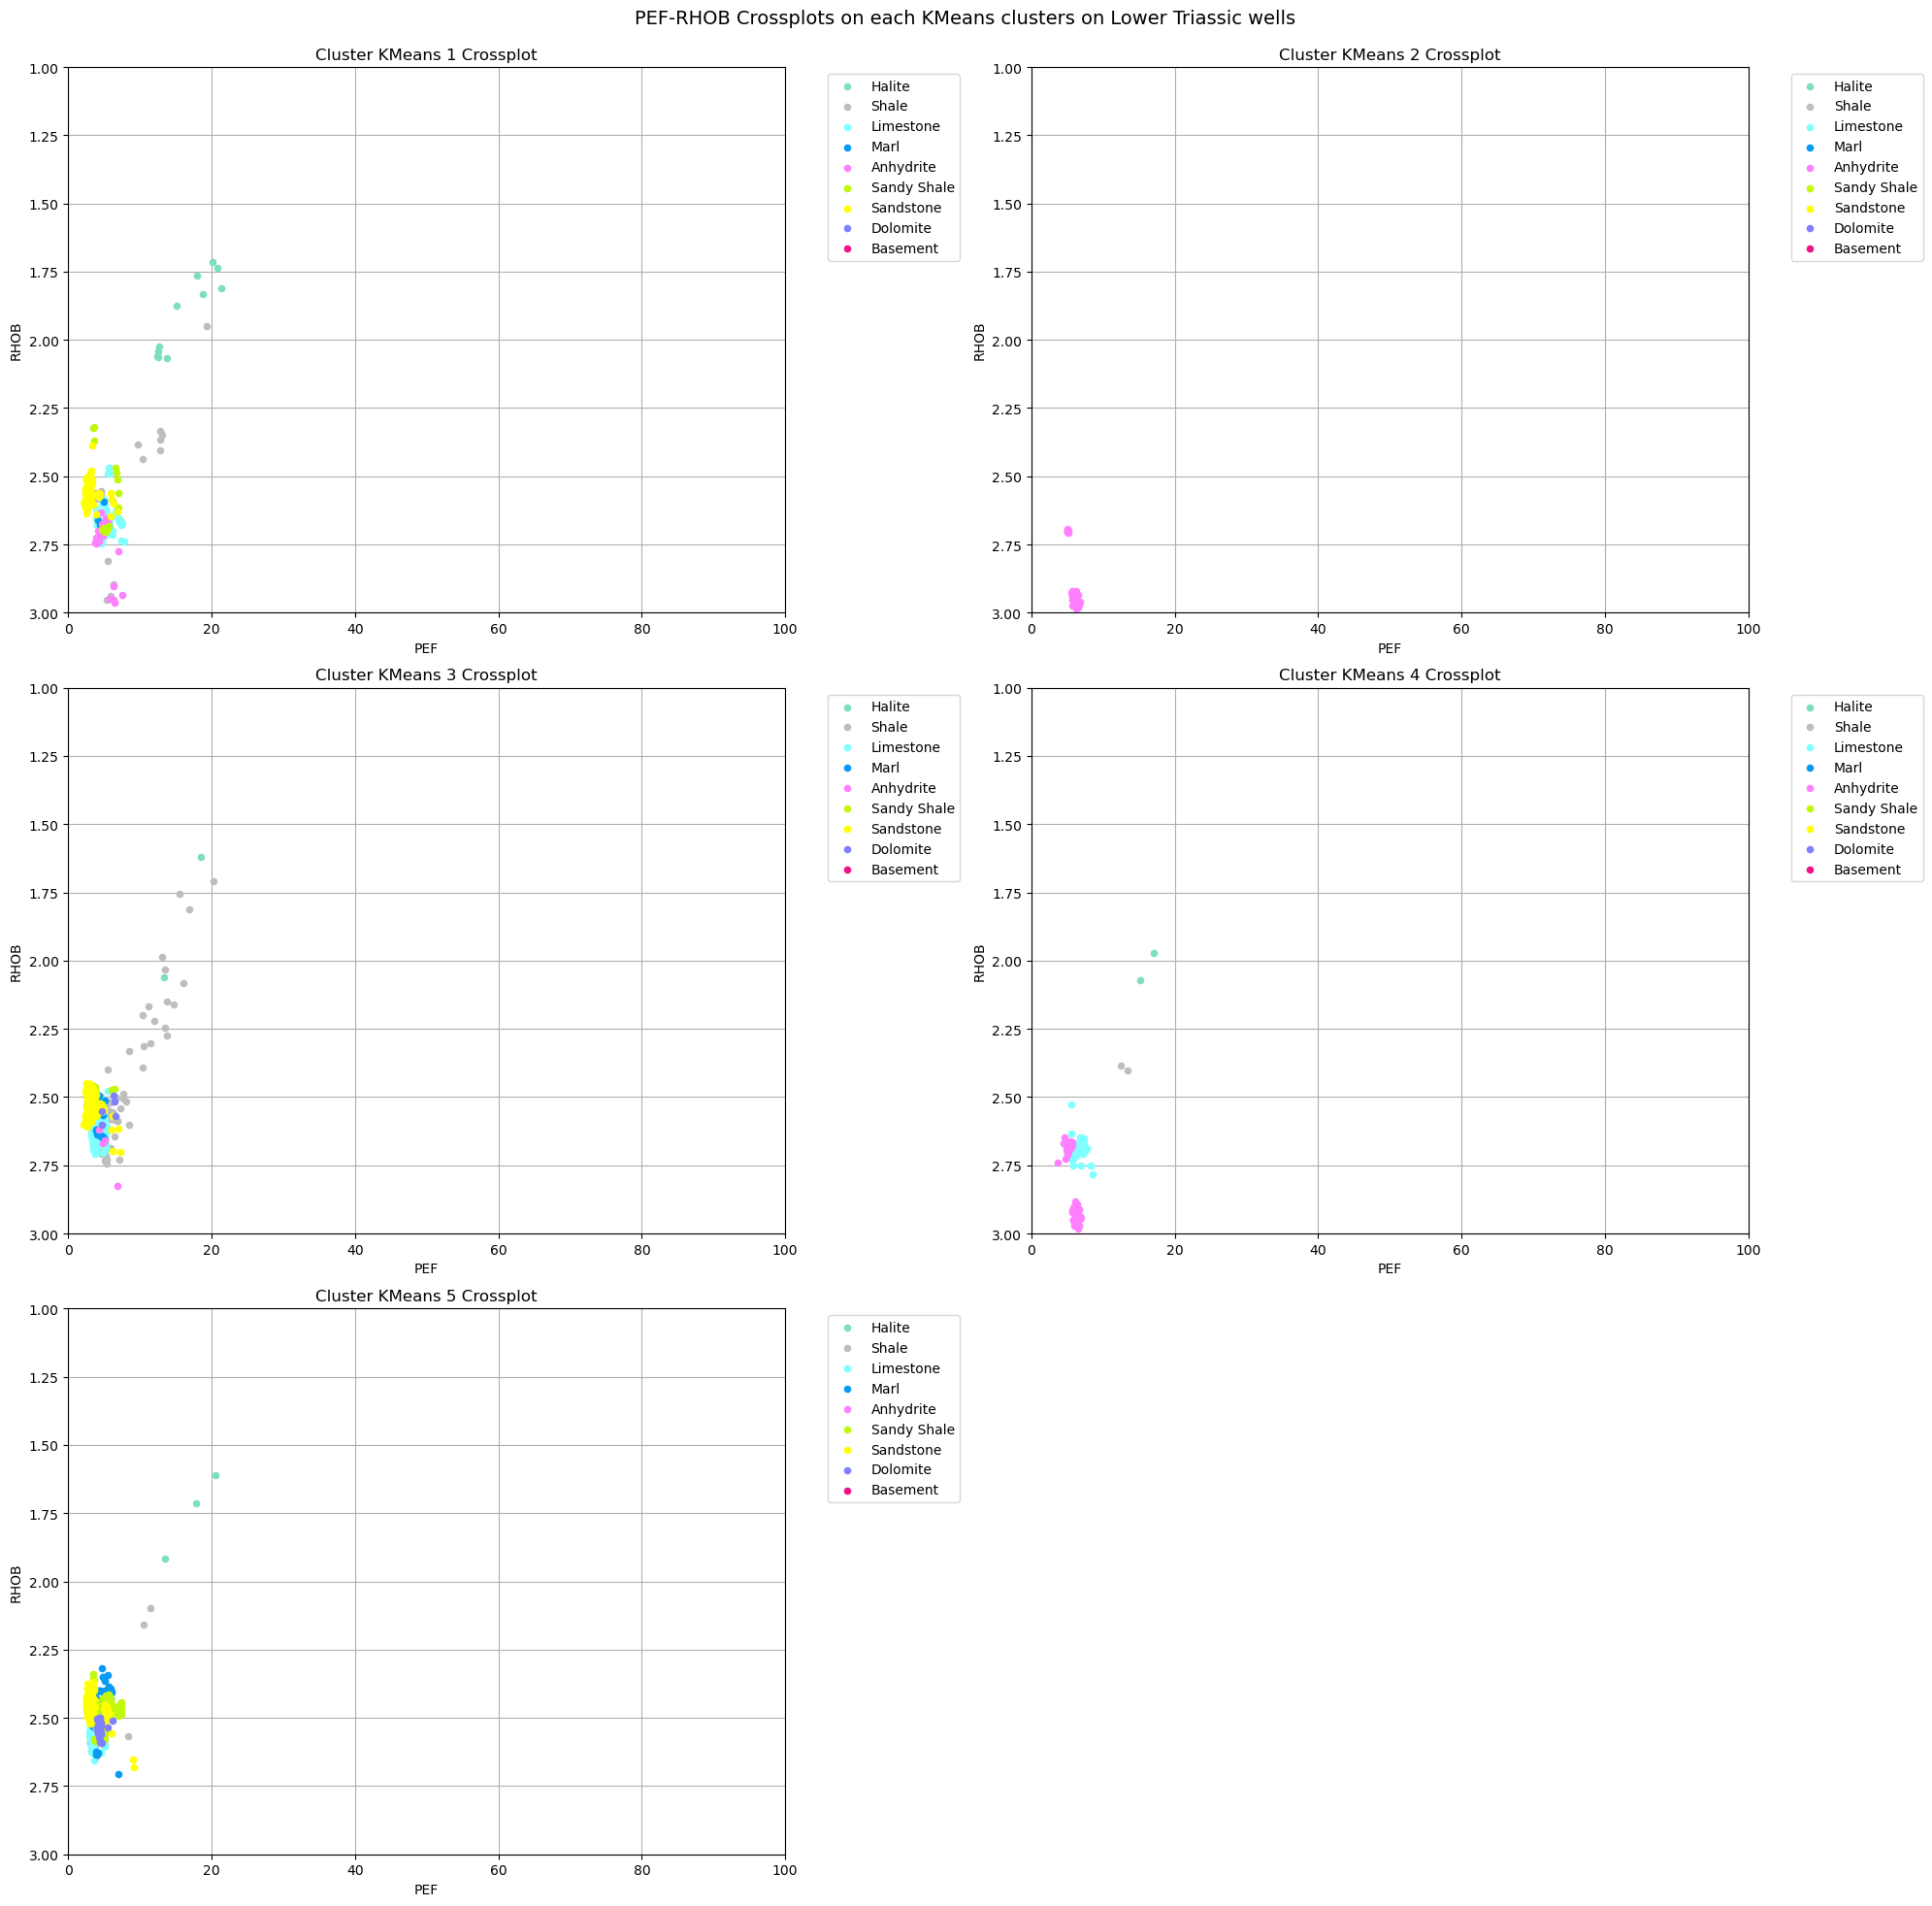 PEF-RHOB Crossplots on each KMeans clusters on Lower Triassic wells
Cluster KMeans 1 Crossplot
1.00
1.25
1.50
1.75
2.00
2.25
2.50
2.75
3.00
RHOB
0 20 40 60 80 100
PEF
Halite
Shale
Limestone
Marl
Anhydrite
Sandy Shale
Sandstone
Dolomite
Basement
Cluster KMeans 2 Crossplot
1.00
1.25
1.50
1.75
2.00
2.25
2.50
2.75
3.00
RHOB
0 20 40 60 80 100
PEF
Halite
Shale
Limestone
Marl
Anhydrite
Sandy Shale
Sandstone
Dolomite
Basement
Cluster KMeans 3 Crossplot
1.00
1.25
1.50
1.75
2.00
2.25
2.50
2.75
3.00
RHOB
0 20 40 60 80 100
PEF
Halite
Shale
Limestone
Marl
Anhydrite
Sandy Shale
Sandstone
Dolomite
Basement
Cluster KMeans 4 Crossplot
1.00
1.25
1.50
1.75
2.00
2.25
2.50
2.75
3.00
RHOB
0 20 40 60 80 100
PEF
Halite
Shale
Limestone
Marl
Anhydrite
Sandy Shale
Sandstone
Dolomite
Basement
Cluster KMeans 5 Crossplot
1.00
1.25
1.50
1.75
2.00
2.25
2.50
2.75
3.00
RHOB
0 20 40 60 80 100
PEF
Halite
Shale
Limestone
Marl
Anhydrite
Sandy Shale
Sandstone
Dolomite
Basement